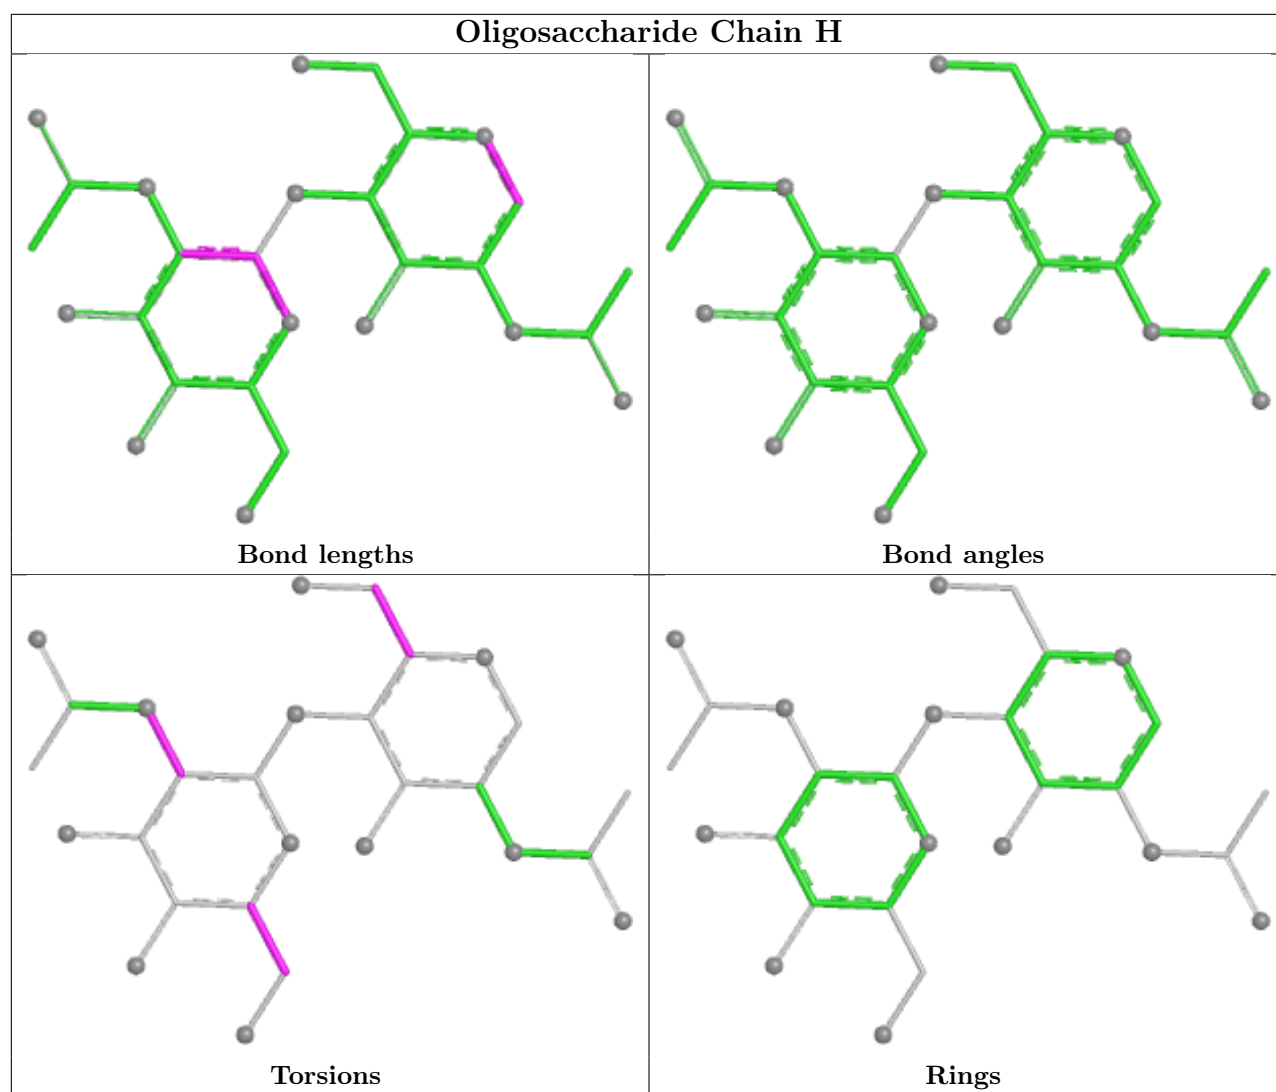 Oligosaccharide Chain H
Bond lengths
Bond angles
Torsions
Rings